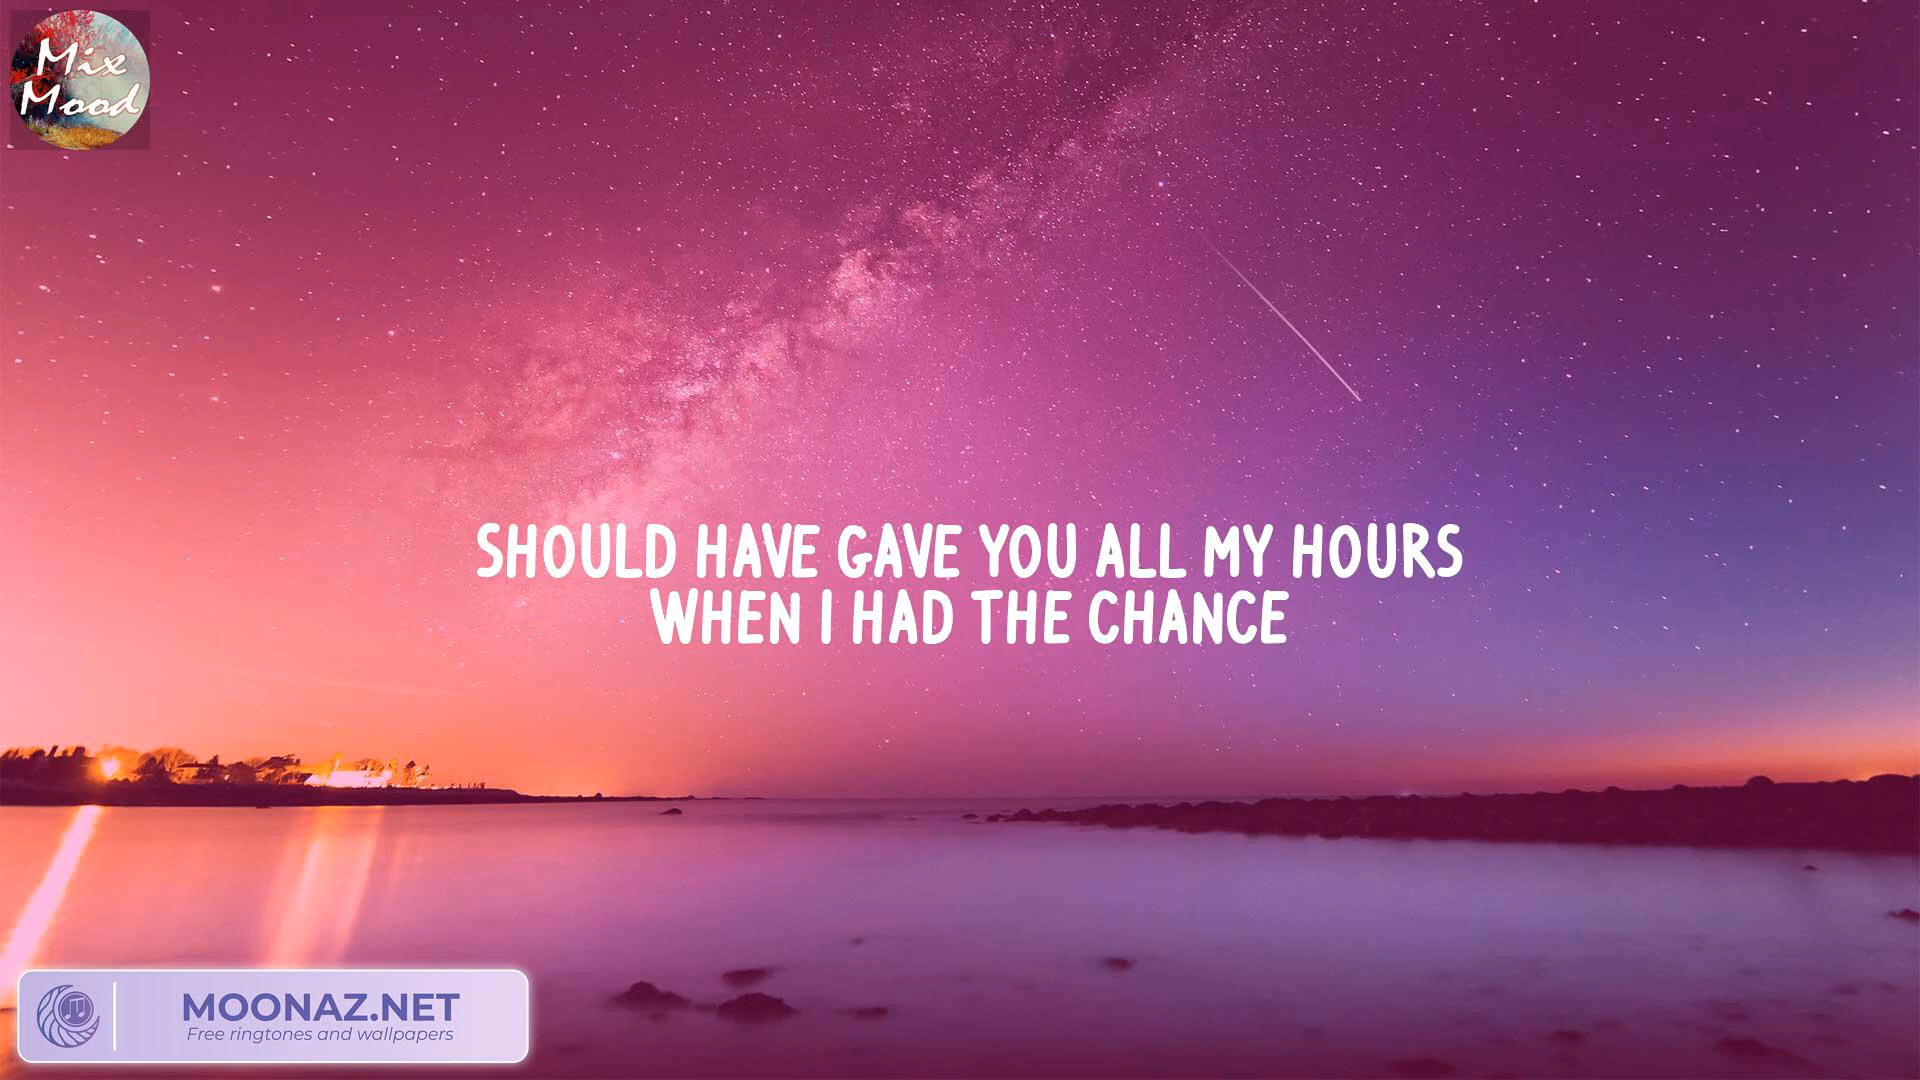 Mix
Mood
SHOULD HAVE GAVE YOU ALL MY HOURS
WHEN I HAD THE CHANCE
MOONAZ.NET
Free ringtones and wallpapers